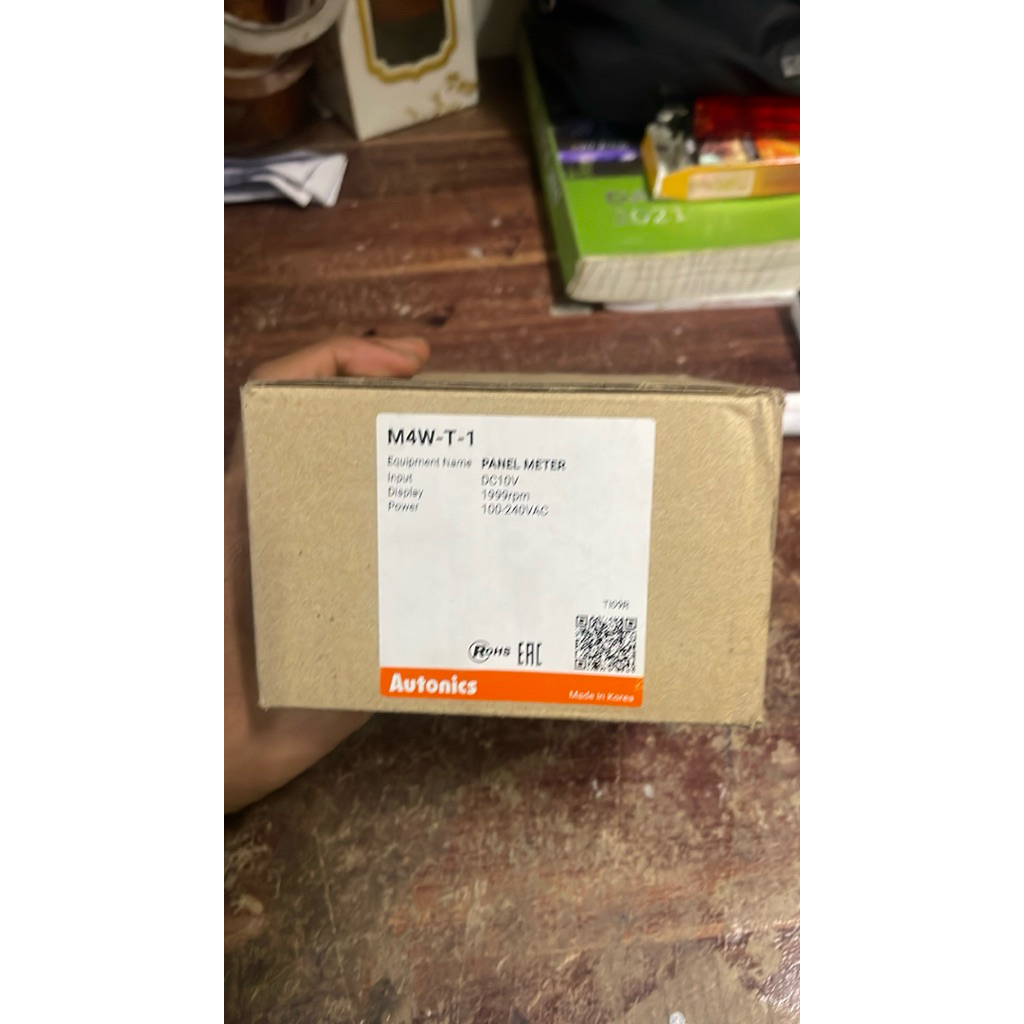 2021
M4W-T-1
Equipment Name PANEL METER
Input DC10V
Display 1999rpm
Power 100-240VAC
TI09R
RoHS EAC
Autonics
Made in Korea